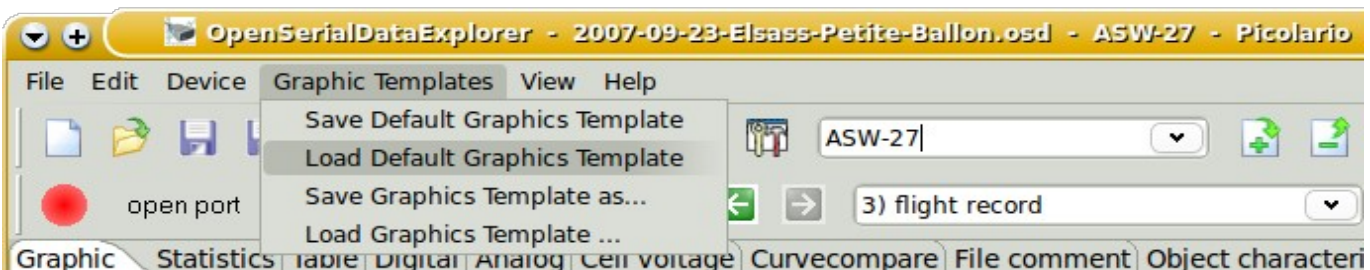 OpenSerialDataExplorer - 2007-09-23-Elsass-Petite-Ballon.osd - ASW-27 - Picolario
File Edit Device Graphic Templates View Help
Save Default Graphics Template
ASW-27
Load Default Graphics Template
Save Graphics Template as...
open port
3) flight record
Load Graphics Template ...
Graphic Statistics Table Digital Analog Cell Voltage Curvecompare File comment Object characteri